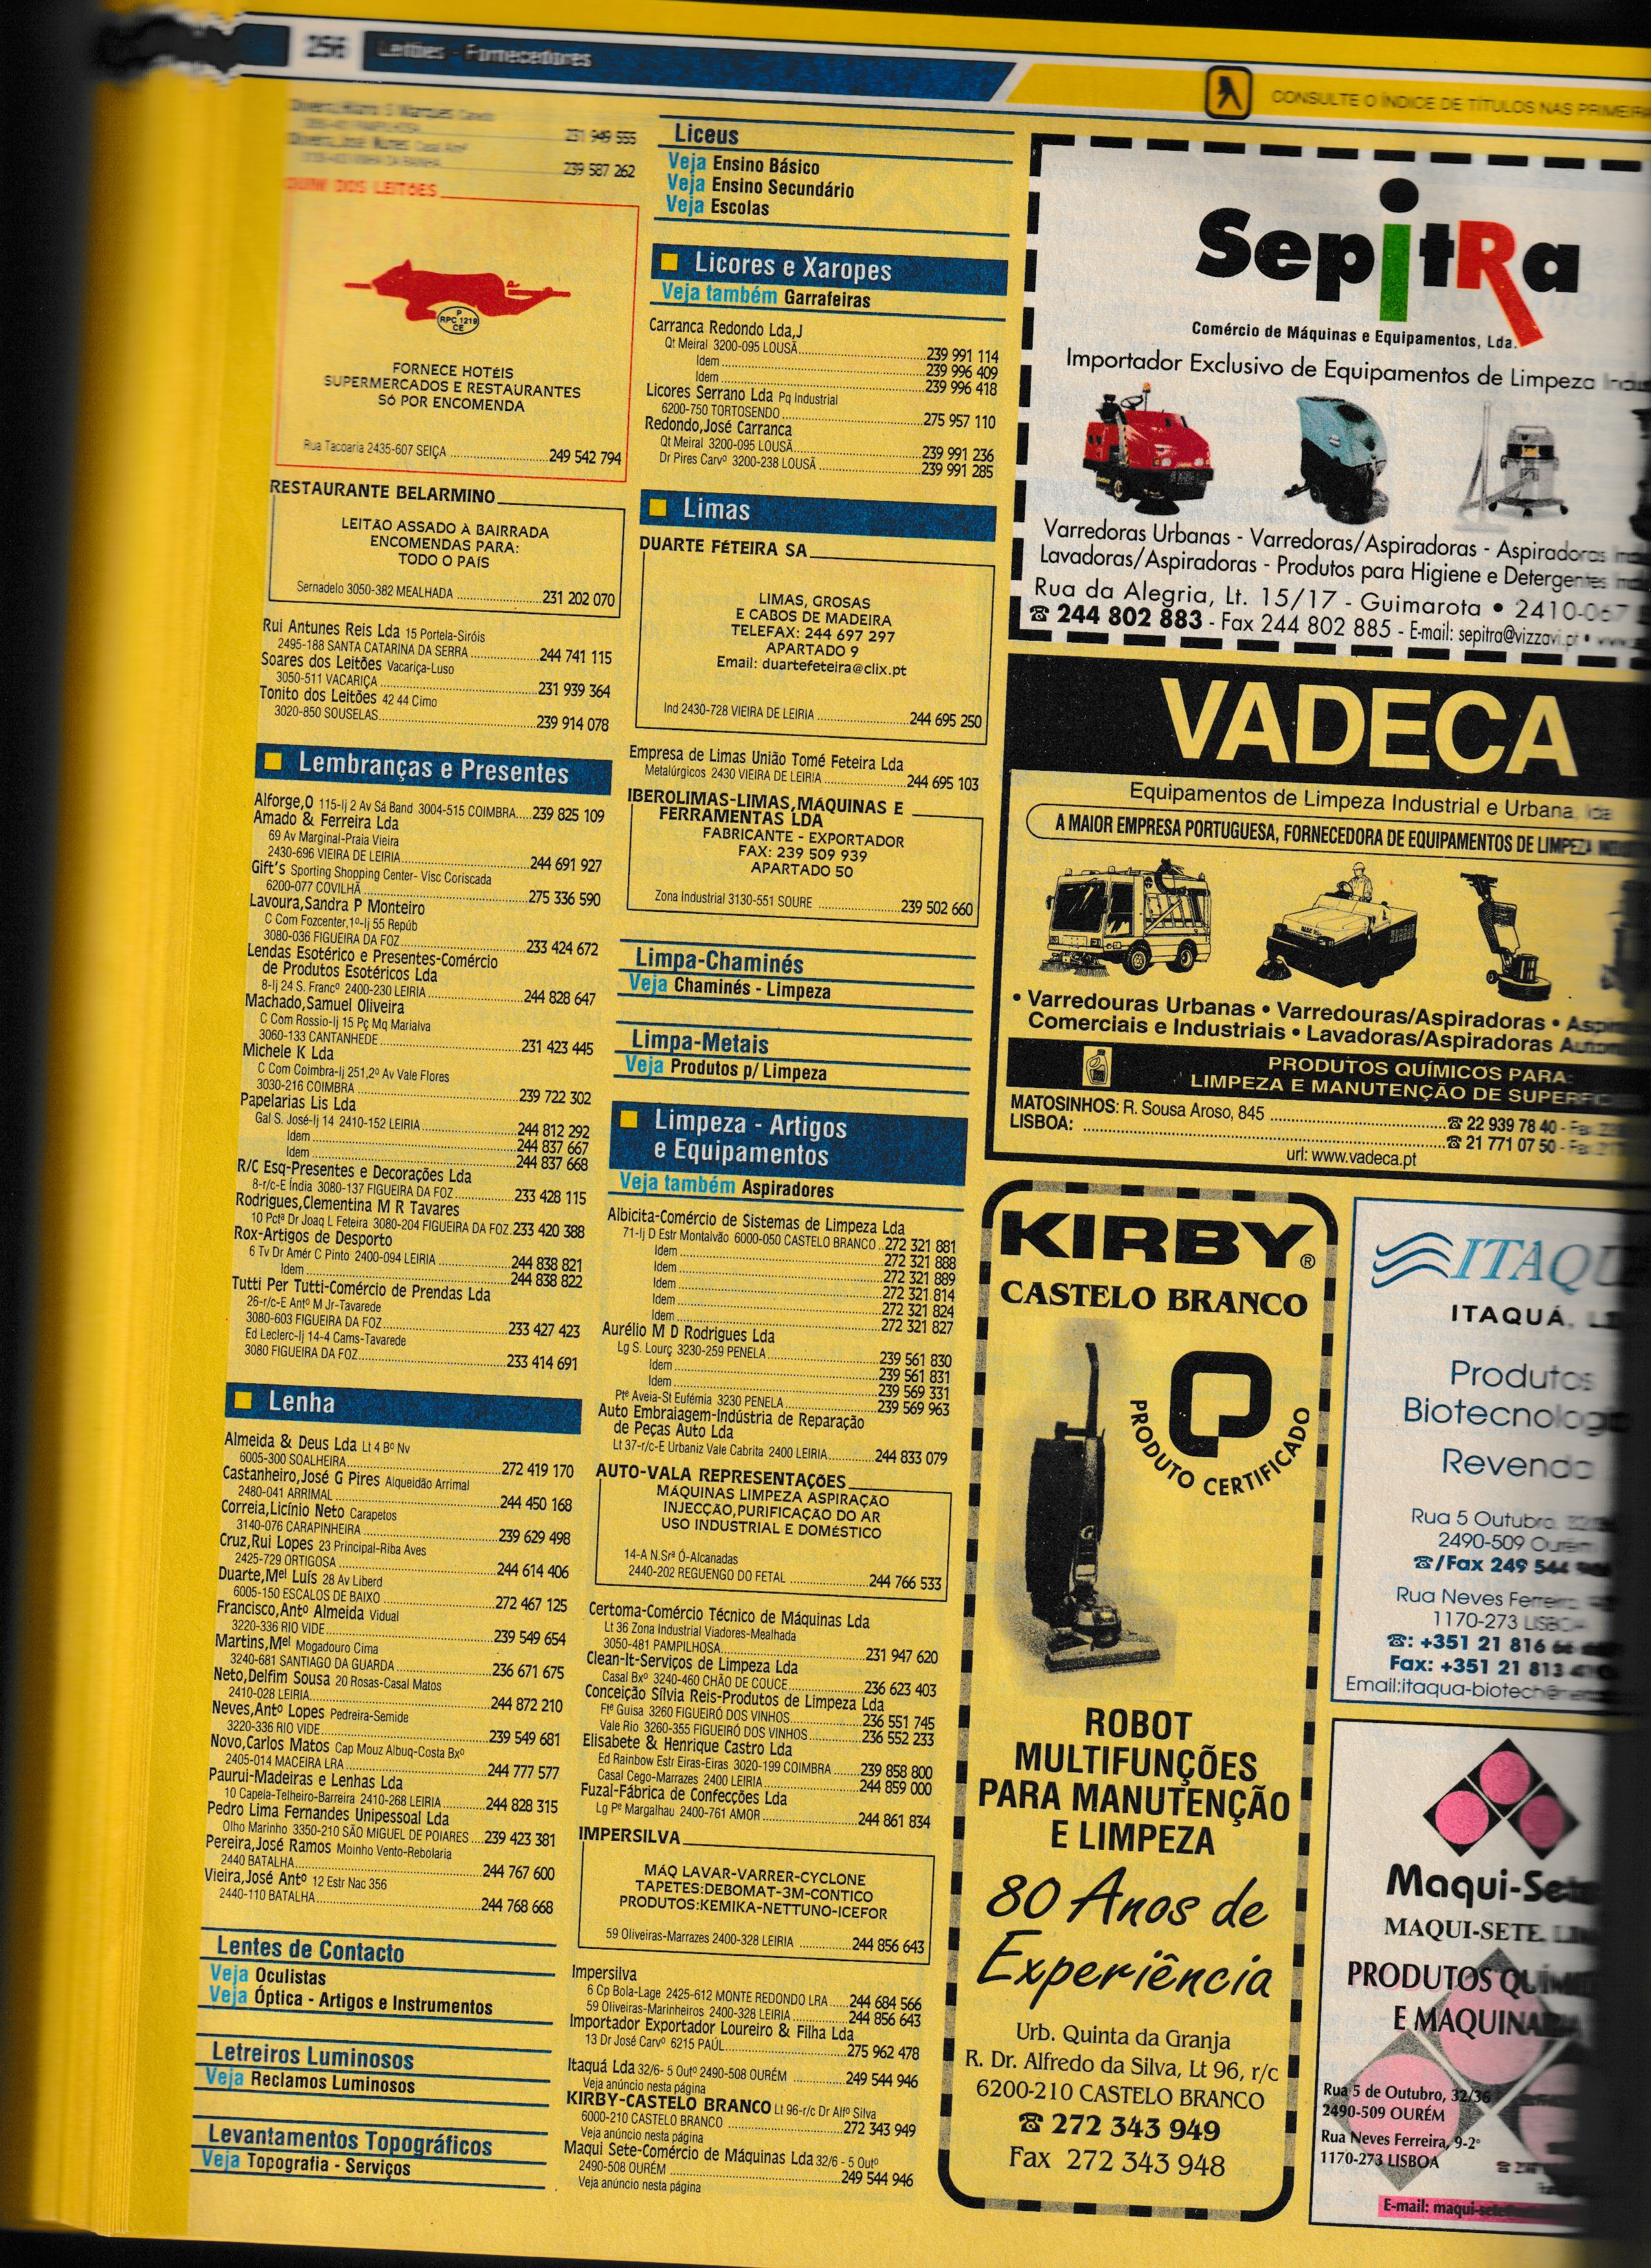 256 Leitões - Fornecedores
CONSULTE O ÍNDICE DE TÍTULOS NAS
231 949 555
239 587 262
DOS LEITÕES
P
RPC 1218
CE
FORNECE HOTÉIS
SUPERMERCADOS E RESTAURANTES
SÓ POR ENCOMENDA
Rua Tacoaria 2435-607 SEIÇA 249 542 794
RESTAURANTE BELARMINO
LEITÃO ASSADO À BAIRRADA
ENCOMENDAS PARA:
TODO O PAÍS
Sernadelo 3050-382 MEALHADA 231 202 070
Rui Antunes Reis Lda 15 Portela-Siróis
2495-188 SANTA CATARINA DA SERRA 244 741 115
Soares dos Leitões Vacariça-Luso
3050-511 VACARIÇA 231 939 364
Tonito dos Leitões 42 44 Cimo
3020-850 SOUSELAS 239 914 078
Lembranças e Presentes
Alforge,O 115-lj 2 Av Sá Band 3004-515 COIMBRA 239 825 109
Amado & Ferreira Lda
69 Av Marginal-Praia Vieira
2430-696 VIEIRA DE LEIRIA 244 691 927
Gift's Sporting Shopping Center- Visc Coriscada
6200-077 COVILHÃ 275 336 590
Lavoura,Sandra P Monteiro
C Com Fozcenter,1º-lj 55 Repúb
3080-036 FIGUEIRA DA FOZ 233 424 672
Lendas Esotérico e Presentes-Comércio
de Produtos Esotéricos Lda
8-lj 24 S. Francº 2400-230 LEIRIA 244 828 647
Machado,Samuel Oliveira
C Com Rossio-lj 15 Pç Mq Marialva
3060-133 CANTANHEDE 231 423 445
Michele K Lda
C Com Coimbra-lj 251,2º Av Vale Flores
3030-216 COIMBRA 239 722 302
Papelarias Lis Lda
Gal S. José-lj 14 2410-152 LEIRIA 244 812 292
Idem 244 837 667
Idem 244 837 668
R/C Esq-Presentes e Decorações Lda
8-r/c-E Índia 3080-137 FIGUEIRA DA FOZ 233 428 115
Rodrigues,Clementina M R Tavares
10 Pctª Dr Joaq L Feteira 3080-204 FIGUEIRA DA FOZ 233 420 388
Rox-Artigos de Desporto
6 Tv Dr Amér C Pinto 2400-094 LEIRIA 244 838 821
Idem 244 838 822
Tutti Per Tutti-Comércio de Prendas Lda
26-r/c-E Antº M Jr-Tavarede
3080-603 FIGUEIRA DA FOZ 233 427 423
Ed Leclerc-lj 14-4 Cams-Tavarede
3080 FIGUEIRA DA FOZ 233 414 691
Lenha
Almeida & Deus Lda Lt 4 Bº Nv
6005-300 SOALHEIRA 272 419 170
Castanheiro,José G Pires Alqueidão Arrimal
2480-041 ARRIMAL 244 450 168
Correia,Licínio Neto Carapetos
3140-076 CARAPINHEIRA 239 629 498
Cruz,Rui Lopes 23 Principal-Riba Aves
2425-729 ORTIGOSA 244 614 406
Duarte,Mel Luís 28 Av Liberd
6005-150 ESCALOS DE BAIXO 272 467 125
Francisco,Antº Almeida Vidual
3220-336 RIO VIDE 239 549 654
Martins,Mel Mogadouro Cima
3240-681 SANTIAGO DA GUARDA 236 671 675
Neto,Delfim Sousa 20 Rosas-Casal Matos
2410-028 LEIRIA 244 872 210
Neves,Antº Lopes Pedreira-Semide
3220-336 RIO VIDE 239 549 681
Novo,Carlos Matos Cap Mouz Albuq-Costa Bxº
2405-014 MACEIRA LRA 244 777 577
Paurui-Madeiras e Lenhas Lda
10 Capela-Telheiro-Barreira 2410-268 LEIRIA 244 828 315
Pedro Lima Fernandes Unipessoal Lda
Olho Marinho 3350-210 SÃO MIGUEL DE POIARES 239 423 381
Pereira,José Ramos Moinho Vento-Rebolaria
2440 BATALHA 244 767 600
Vieira,José Antº 12 Estr Nac 356
2440-110 BATALHA 244 768 668
Lentes de Contacto
Veja Oculistas
Veja Óptica - Artigos e Instrumentos
Letreiros Luminosos
Veja Reclamos Luminosos
Levantamentos Topográficos
Veja Topografia - Serviços
Liceus
Veja Ensino Básico
Veja Ensino Secundário
Veja Escolas
Licores e Xaropes
Veja também Garrafeiras
Carranca Redondo Lda,J
Qt Meiral 3200-095 LOUSÃ 239 991 114
Idem 239 996 409
Idem 239 996 418
Licores Serrano Lda Pq Industrial
6200-750 TORTOSENDO 275 957 110
Redondo,José Carranca
Qt Meiral 3200-095 LOUSÃ 239 991 236
Dr Pires Carvº 3200-238 LOUSÃ 239 991 285
Limas
DUARTE FÉTEIRA SA
LIMAS, GROSAS
E CABOS DE MADEIRA
TELEFAX: 244 697 297
APARTADO 9
Email: duartefeteira@clix.pt
Ind 2430-728 VIEIRA DE LEIRIA 244 695 250
Empresa de Limas União Tomé Feteira Lda
Metalúrgicos 2430 VIEIRA DE LEIRIA 244 695 103
IBEROLIMAS-LIMAS,MÁQUINAS E
FERRAMENTAS LDA
FABRICANTE - EXPORTADOR
FAX: 239 509 939
APARTADO 50
Zona Industrial 3130-551 SOURE 239 502 660
Limpa-Chaminés
Veja Chaminés - Limpeza
Limpa-Metais
Veja Produtos p/ Limpeza
Limpeza - Artigos
e Equipamentos
Veja também Aspiradores
Albicita-Comércio de Sistemas de Limpeza Lda
71-lj D Estr Montalvão 6000-050 CASTELO BRANCO 272 321 881
Idem 272 321 888
Idem 272 321 889
Idem 272 321 814
Idem 272 321 824
Idem 272 321 827
Aurélio M D Rodrigues Lda
Lg S. Lourç 3230-259 PENELA 239 561 830
Idem 239 561 831
Idem 239 569 331
Ptº Aveia-St Eufémia 3230 PENELA 239 569 963
Auto Embraiagem-Indústria de Reparação
de Peças Auto Lda
Lt 37-r/c-E Urbaniz Vale Cabrita 2400 LEIRIA 244 833 079
AUTO-VALA REPRESENTAÇÕES
MÁQUINAS LIMPEZA ASPIRAÇÃO
INJECÇÃO,PURIFICAÇÃO DO AR
USO INDUSTRIAL E DOMÉSTICO
14-A N.Srª Ó-Alcanadas
2440-202 REGUENGO DO FETAL 244 766 533
Certoma-Comércio Técnico de Máquinas Lda
Lt 36 Zona Industrial Viadores-Mealhada
3050-481 PAMPILHOSA 231 947 620
Clean-It-Serviços de Limpeza Lda
Casal Bxº 3240-460 CHÃO DE COUCE 236 623 403
Conceição Sílvia Reis-Produtos de Limpeza Lda
Ftº Guisa 3260 FIGUEIRÓ DOS VINHOS 236 551 745
Vale Rio 3260-355 FIGUEIRÓ DOS VINHOS 236 552 233
Elisabete & Henrique Castro Lda
Ed Rainbow Estr Eiras-Eiras 3020-199 COIMBRA 239 858 800
Casal Cego-Marrazes 2400 LEIRIA 244 859 000
Fuzal-Fábrica de Confecções Lda
Lg Pº Margalhau 2400-761 AMOR 244 861 834
IMPERSILVA
MÁQ LAVAR-VARRER-CYCLONE
TAPETES:DEBOMAT-3M-CONTICO
PRODUTOS:KEMIKA-NETTUNO-ICEFOR
59 Oliveiras-Marrazes 2400-328 LEIRIA 244 856 643
Impersilva
6 Cp Bola-Lage 2425-612 MONTE REDONDO LRA 244 684 566
59 Oliveiras-Marinheiros 2400-328 LEIRIA 244 856 643
Importador Exportador Loureiro & Filha Lda
13 Dr José Carvº 6215 PAÚL 275 962 478
Itaquá Lda 32/6- 5 Outº 2490-508 OURÉM 249 544 946
Veja anúncio nesta página
KIRBY-CASTELO BRANCO Lt 96-r/c Dr Alfº Silva
6000-210 CASTELO BRANCO 272 343 949
Veja anúncio nesta página
Maqui Sete-Comércio de Máquinas Lda 32/6 - 5 Outº
2490-508 OURÉM 249 544 946
Veja anúncio nesta página
SepitRa
Comércio de Máquinas e Equipamentos, Lda.
Importador Exclusivo de Equipamentos de Limpeza
Varredoras Urbanas - Varredoras/Aspiradoras - Aspiradoras
Lavadoras/Aspiradoras - Produtos para Higiene e Detergentes
Rua da Alegria, Lt. 15/17 - Guimarota • 2410-067
☎ 244 802 883 - Fax 244 802 885 - E-mail: sepitra@vizzavi.pt •
VADECA
Equipamentos de Limpeza Industrial e Urbana, lda
A MAIOR EMPRESA PORTUGUESA, FORNECEDORA DE EQUIPAMENTOS DE LIMPEZA
• Varredouras Urbanas • Varredouras/Aspiradoras •
Comerciais e Industriais • Lavadoras/Aspiradoras
PRODUTOS QUÍMICOS PARA:
LIMPEZA E MANUTENÇÃO DE
MATOSINHOS: R. Sousa Aroso, 845 ☎ 22 939 78 40 - Fax
LISBOA: ☎ 21 771 07 50 - Fax
url: www.vadeca.pt
KIRBY®
CASTELO BRANCO
PRODUTO CERTIFICADO
G
ROBOT
MULTIFUNÇÕES
PARA MANUTENÇÃO
E LIMPEZA
80 Anos de
Experiência
Urb. Quinta da Granja
R. Dr. Alfredo da Silva, Lt 96, r/c
6200-210 CASTELO BRANCO
☎ 272 343 949
Fax 272 343 948
ITAQU
ITAQUÁ,
Produtos
Revenda
Rua 5 Outubro,
2490-509 Ourém
☎/Fax 249 544
Rua Neves Ferreira,
1170-273 LISBOA
☎: +351 21 816
Fax: +351 21 813
Maqui-Sete
MAQUI-SETE,
PRODUTOS
E
Rua 5 de Outubro, 32/36
2490-509 OURÉM
Rua Neves Ferreira, 9-2º
1170-273 LISBOA
E-mail: